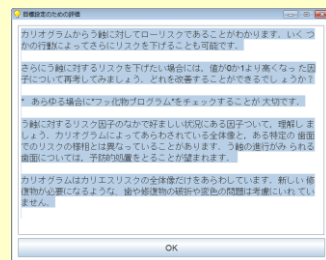 目標設定のための評価
カリオグラムからう蝕に対してローリスクであることがわかります。いくつ
かの行動によってさらにリスクを下げることも可能です。
さらにう蝕に対するリスクを下げたい場合には、値が0か1より高くなった因
子について再考してみましょう。どれを改善することができるでしょうか？
* あらゆる場合に"フッ化物プログラム"をチェックすることが大切です。
う蝕に対するリスク因子のなかで好ましい状況にある因子ついて、理解しま
しょう。カリオグラムによってあらわされている全体像と、ある特定の歯面
でのリスクの様相とは異なっていることがあります。う蝕の進行がみられる
歯面については、予防的処置をとることが望まれます。
カリオグラムはカリエスリスクの全体像だけをあらわしています。新しい修
復物が必要になるような、歯や修復物の破折や変色の問題は考慮にいれてい
ません。
OK